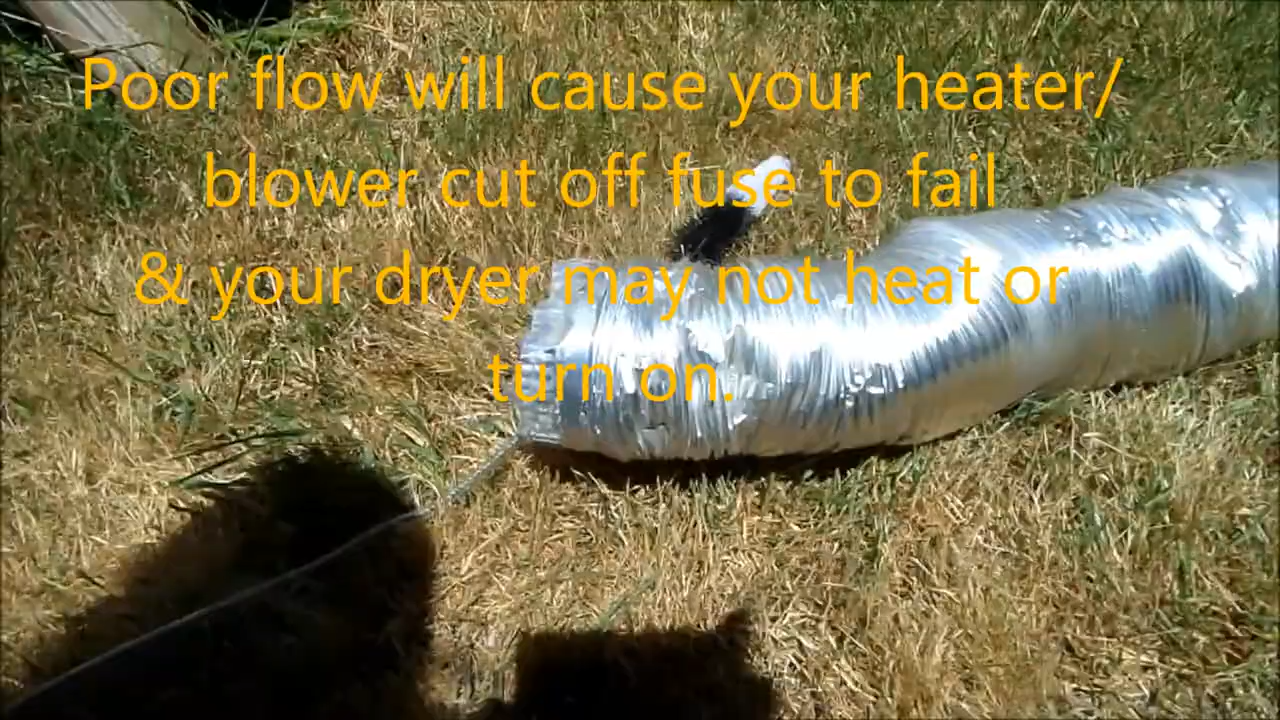 Poor flow will cause your heater/
blower cut off fuse to fail
& your dryer may not heat or
turn on.